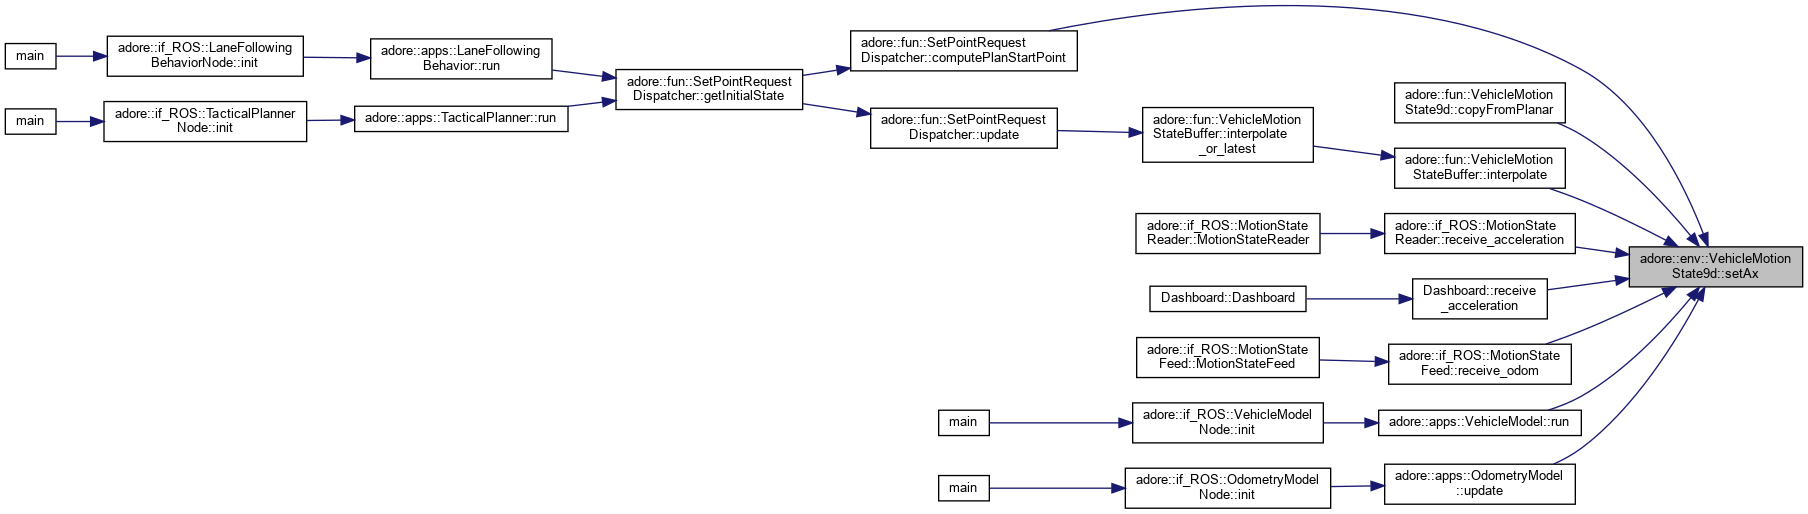 main
adore::if_ROS::LaneFollowing
BehaviorNode::init
adore::apps::LaneFollowing
Behavior::run
main
adore::if_ROS::TacticalPlanner
Node::init
adore::apps::TacticalPlanner::run
adore::fun::SetPointRequest
Dispatcher::getInitialState
adore::fun::SetPointRequest
Dispatcher::computePlanStartPoint
adore::fun::SetPointRequest
Dispatcher::update
adore::fun::VehicleMotion
StateBuffer::interpolate
_or_latest
adore::fun::VehicleMotion
State9d::copyFromPlanar
adore::fun::VehicleMotion
StateBuffer::interpolate
adore::if_ROS::MotionState
Reader::MotionStateReader
adore::if_ROS::MotionState
Reader::receive_acceleration
adore::env::VehicleMotion
State9d::setAx
Dashboard::Dashboard
Dashboard::receive
_acceleration
adore::if_ROS::MotionState
Feed::MotionStateFeed
adore::if_ROS::MotionState
Feed::receive_odom
main
adore::if_ROS::VehicleModel
Node::init
adore::apps::VehicleModel::run
main
adore::if_ROS::OdometryModel
Node::init
adore::apps::OdometryModel
::update